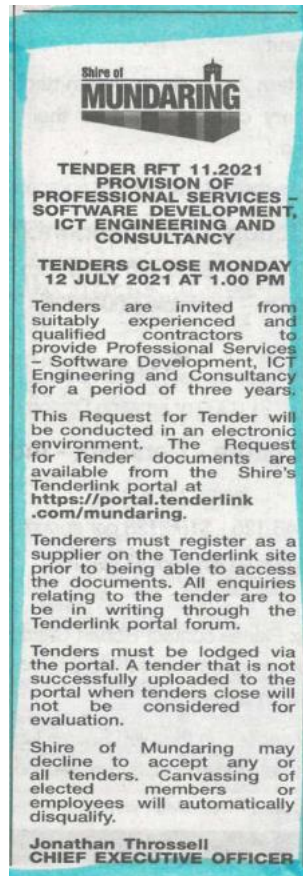 Shire of
MUNDARING
TENDER RFT 11.2021
PROVISION OF
PROFESSIONAL SERVICES –
SOFTWARE DEVELOPMENT,
ICT ENGINEERING AND
CONSULTANCY
TENDERS CLOSE MONDAY
12 JULY 2021 AT 1.00 PM
Tenders are invited from
suitably experienced and
qualified contractors to
provide Professional Services
– Software Development, ICT
Engineering and Consultancy
for a period of three years.
This Request for Tender will
be conducted in an electronic
environment. The Request
for Tender documents are
available from the Shire's
Tenderlink portal at
https://portal.tenderlink
.com/mundaring.
Tenderers must register as a
supplier on the Tenderlink site
prior to being able to access
the documents. All enquiries
relating to the tender are to
be in writing through the
Tenderlink portal forum.
Tenders must be lodged via
the portal. A tender that is not
successfully uploaded to the
portal when tenders close will
not be considered for
evaluation.
Shire of Mundaring may
decline to accept any or
all tenders. Canvassing of
elected members or
employees will automatically
disqualify.
Jonathan Throssell
CHIEF EXECUTIVE OFFICER